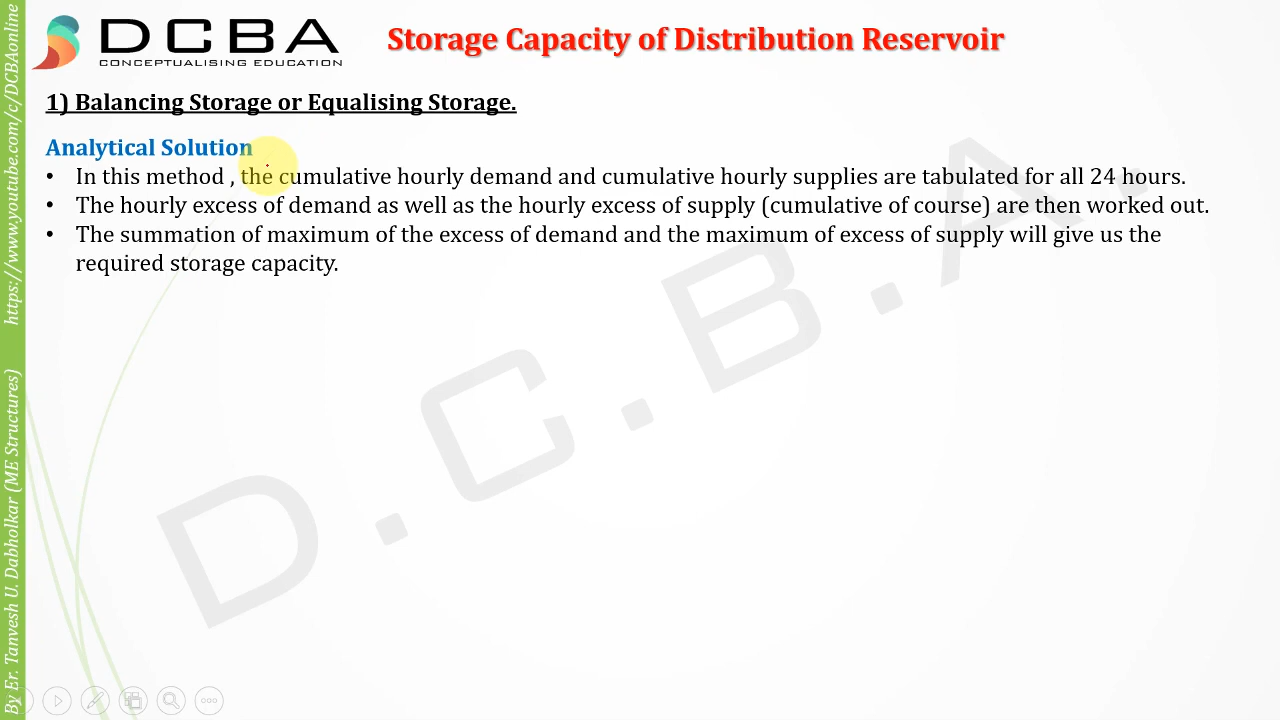 DCBA
CONCEPTUALISING EDUCATION
Storage Capacity of Distribution Reservoir
1) Balancing Storage or Equalising Storage.
Analytical Solution
• In this method , the cumulative hourly demand and cumulative hourly supplies are tabulated for all 24 hours.
• The hourly excess of demand as well as the hourly excess of supply (cumulative of course) are then worked out.
• The summation of maximum of the excess of demand and the maximum of excess of supply will give us the
required storage capacity.
D.C.B.A.
By Er. Tanvesh U. Dabholkar (ME Structures) https://www.youtube.com/c/DCBAonline